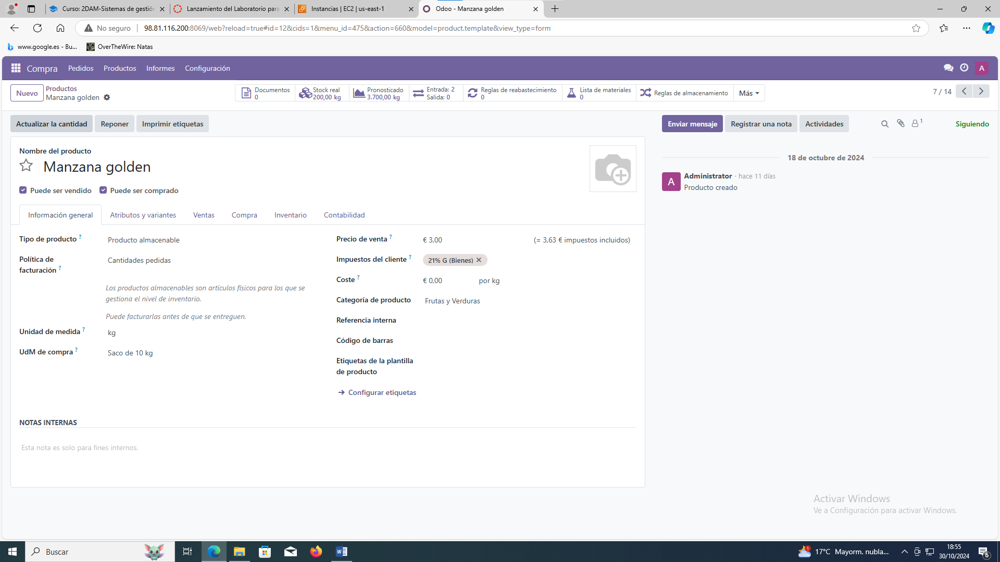 Curso: 2DAM-Sistemas de gestión
Lanzamiento del Laboratorio para
Instancias | EC2 | us-east-1
Odoo - Manzana golden
No seguro
98.81.116.200:8069/web?reload=true#id=12&cids=1&menu_id=475&action=660&model=product.template&view_type=form
www.google.es - Bu...
OverTheWire: Natas
Compra
Pedidos
Productos
Informes
Configuración
A
Nuevo
Productos
Manzana golden
Documentos
0
Stock real
200,00 kg
Pronosticado
3.700,00 kg
Entrada: 2
Salida: 0
Reglas de reabastecimiento
0
Lista de materiales
0
Reglas de almacenamiento
Más
7 / 14
Actualizar la cantidad
Reponer
Imprimir etiquetas
Enviar mensaje
Registrar una nota
Actividades
1
Siguiendo
Nombre del producto
Manzana golden
Puede ser vendido
Puede ser comprado
Información general
Atributos y variantes
Ventas
Compra
Inventario
Contabilidad
Tipo de producto ?
Producto almacenable
Política de
facturación ?
Cantidades pedidas
Los productos almacenables son artículos físicos para los que se
gestiona el nivel de inventario.
Puede facturarlas antes de que se entreguen.
Unidad de medida ?
kg
UdM de compra ?
Saco de 10 kg
Precio de venta ?
€ 3,00
(= 3,63 € impuestos incluidos)
Impuestos del cliente ?
21% G (Bienes)
Coste ?
€ 0,00
por kg
Categoría de producto
Frutas y Verduras
Referencia interna
Código de barras
Etiquetas de la plantilla
de producto
Configurar etiquetas
NOTAS INTERNAS
Esta nota es solo para fines internos.
18 de octubre de 2024
A
Administrator - hace 11 días
Producto creado
Activar Windows
Ve a Configuración para activar Windows.
Buscar
1
17°C Mayorm. nubla...
18:55
30/10/2024
6